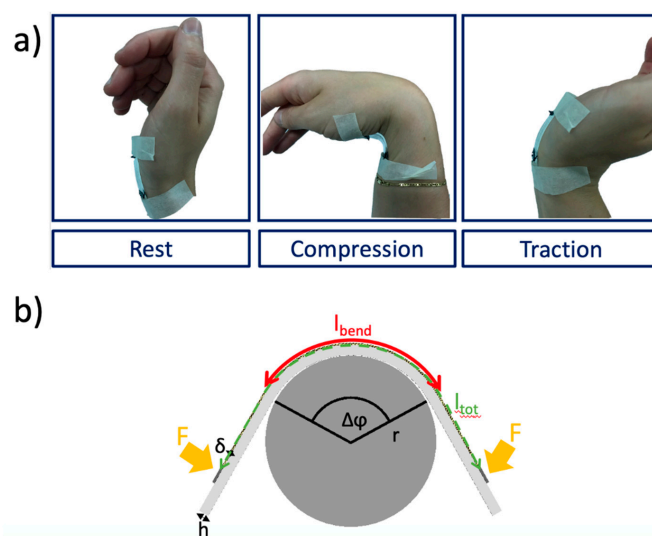 a)
Rest
Compression
Traction
b)
lbend
ltot
F
δ
Δφ
r
F
h